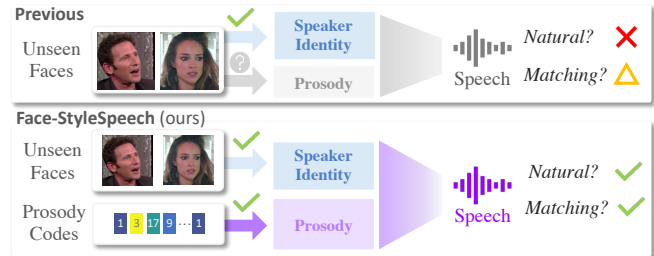 Previous
Unseen
Faces
?
Speaker
Identity
Prosody
Speech
Natural?
Matching?
Face-StyleSpeech (ours)
Unseen
Faces
Speaker
Identity
Prosody
Codes
1 3 17 9 ··· 1
Prosody
Speech
Natural?
Matching?